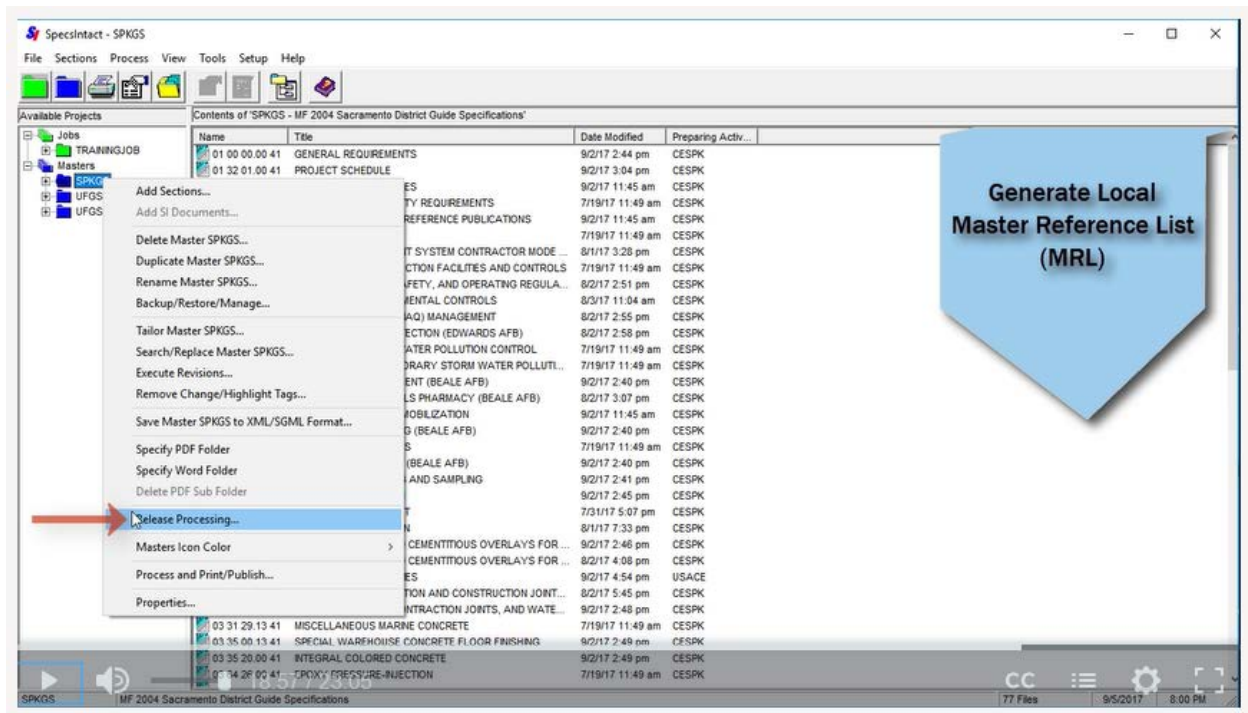 SpecsIntact - SPKGS
File Sections Process View Tools Setup Help
Available Projects
Contents of 'SPKGS - MF 2004 Sacramento District Guide Specifications'
Jobs
TRAININGJOB
Masters
SPKGS
UFGS
UFGS
Name Title Date Modified Preparing Activ...
01 00 00.00 41 GENERAL REQUIREMENTS 9/2/17 2:44 pm CESPK
01 32 01.00 41 PROJECT SCHEDULE 9/2/17 3:04 pm CESPK
ES 9/2/17 11:45 am CESPK
TY REQUIREMENTS 7/19/17 11:49 am CESPK
REFERENCE PUBLICATIONS 9/2/17 11:45 am CESPK
7/19/17 11:49 am CESPK
T SYSTEM CONTRACTOR MODE ... 8/1/17 3:28 pm CESPK
CTION FACILITIES AND CONTROLS 7/19/17 11:49 am CESPK
FETY, AND OPERATING REGULA... 8/2/17 2:51 pm CESPK
MENTAL CONTROLS 8/3/17 11:04 am CESPK
AQ) MANAGEMENT 8/2/17 2:55 pm CESPK
ECTION (EDWARDS AFB) 8/2/17 2:58 pm CESPK
ATER POLLUTION CONTROL 7/19/17 11:49 am CESPK
ORARY STORM WATER POLLUTI... 7/19/17 11:49 am CESPK
ENT (BEALE AFB) 9/2/17 2:40 pm CESPK
LS PHARMACY (BEALE AFB) 8/2/17 3:07 pm CESPK
MOBILIZATION 9/2/17 11:45 am CESPK
G (BEALE AFB) 9/2/17 2:40 pm CESPK
S 7/19/17 11:49 am CESPK
(BEALE AFB) 9/2/17 2:40 pm CESPK
AND SAMPLING 9/2/17 2:41 pm CESPK
9/2/17 2:45 pm CESPK
T 7/31/17 5:07 pm CESPK
N 8/1/17 7:33 pm CESPK
CEMENTITIOUS OVERLAYS FOR ... 9/2/17 2:46 pm CESPK
CEMENTITIOUS OVERLAYS FOR ... 8/2/17 4:08 pm CESPK
ES 9/2/17 4:54 pm USACE
TION AND CONSTRUCTION JOINT... 8/2/17 5:45 pm CESPK
NTRACTION JOINTS, AND WATE... 9/2/17 2:48 pm CESPK
03 31 29.13 41 MISCELLANEOUS MARINE CONCRETE 7/19/17 11:49 am CESPK
03 35 00.13 41 SPECIAL WAREHOUSE CONCRETE FLOOR FINISHING 9/2/17 2:49 pm CESPK
03 35 20.00 41 INTEGRAL COLORED CONCRETE 9/2/17 2:49 pm CESPK
EPOXY PRESSURE-INJECTION 7/19/17 11:49 am CESPK
Add Sections...
Add SI Documents...
Delete Master SPKGS...
Duplicate Master SPKGS...
Rename Master SPKGS...
Backup/Restore/Manage...
Tailor Master SPKGS...
Search/Replace Master SPKGS...
Execute Revisions...
Remove Change/Highlight Tags...
Save Master SPKGS to XML/SGML Format...
Specify PDF Folder
Specify Word Folder
Delete PDF Sub Folder
Release Processing...
Masters Icon Color
Process and Print/Publish...
Properties...
Generate Local
Master Reference List
(MRL)
18:57 / 23:05
CC
SPKGS MF 2004 Sacramento District Guide Specifications 77 Files 9/5/2017 8:00 PM